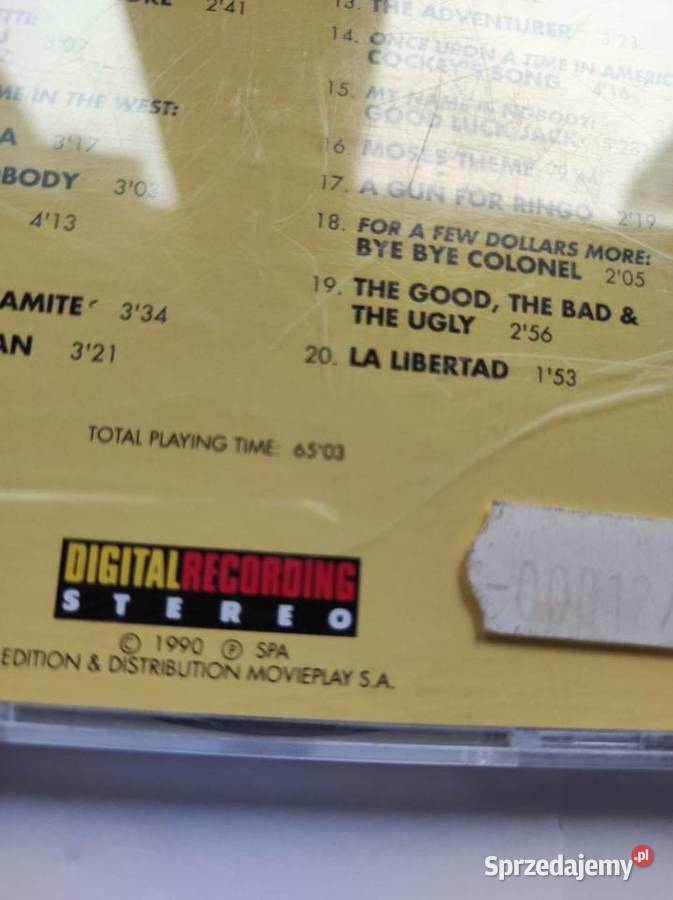 2'41
3'07
ME IN THE WEST:
A 3'17
BODY 3'03
4'13
AMITE 3'34
AN 3'21
13. THE ADVENTURER 3'23
14. ONCE UPON A TIME IN AMERIC
COCKEY'S SONG 4'16
15. MY NAME IS NOBODY:
GOOD LUCK JACK 5'28
16. MOSES THEME
17. A GUN FOR RINGO 2'19
18. FOR A FEW DOLLARS MORE:
BYE BYE COLONEL 2'05
19. THE GOOD, THE BAD &
THE UGLY 2'56
20. LA LIBERTAD 1'53
TOTAL PLAYING TIME: 65'03
DIGITAL RECORDING
STEREO
© 1990 ℗ SPA
EDITION & DISTRIBUTION MOVIEPLAY S.A.
Sprzedajemy.pl